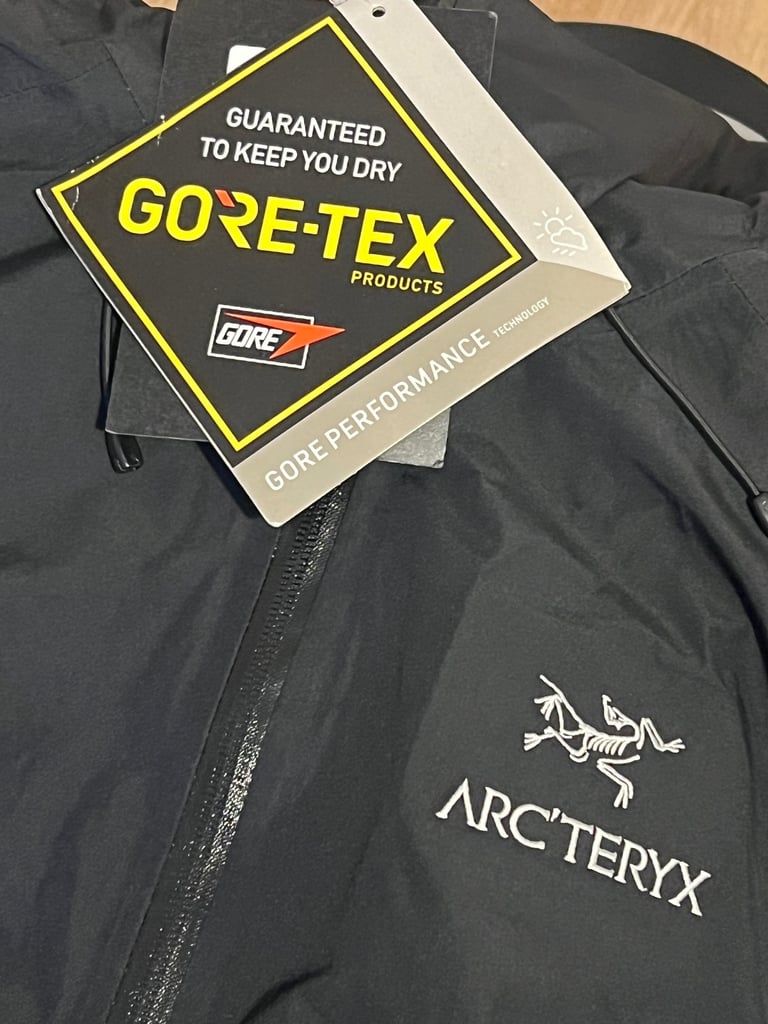 GUARANTEED
TO KEEP YOU DRY
GORE-TEX
PRODUCTS
GORE
GORE PERFORMANCE TECHNOLOGY
ARC'TERYX